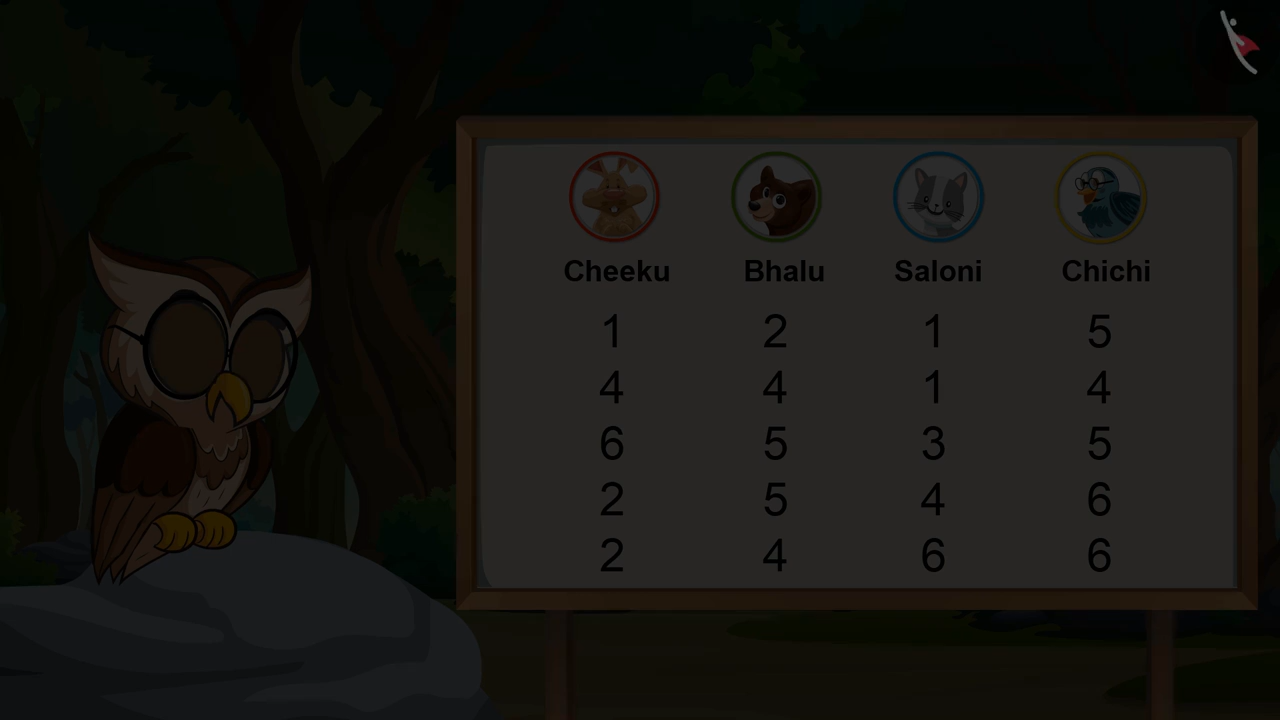 Cheeku Bhalu Saloni Chichi
1 2 1 5
4 4 1 4
6 5 3 5
2 5 4 6
2 4 6 6